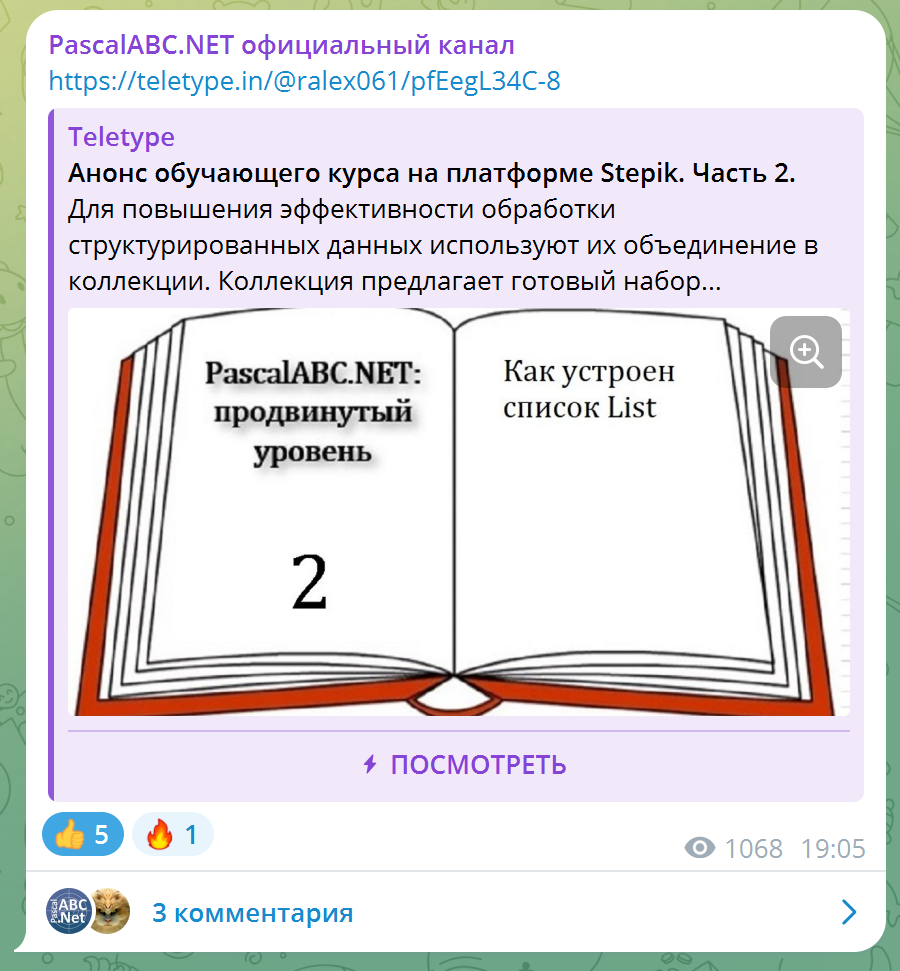 PascalABC.NET официальный канал
https://teletype.in/@ralex061/pfEegL34C-8
Teletype
Анонс обучающего курса на платформе Stepik. Часть 2.
Для повышения эффективности обработки
структурированных данных используют их объединение в
коллекции. Коллекция предлагает готовый набор...
PascalABC.NET:
продвинутый
уровень
2
Как устроен
список List
ПОСМОТРЕТЬ
5
1
1068 19:05
Pascal
ABC
.Net
3 комментария